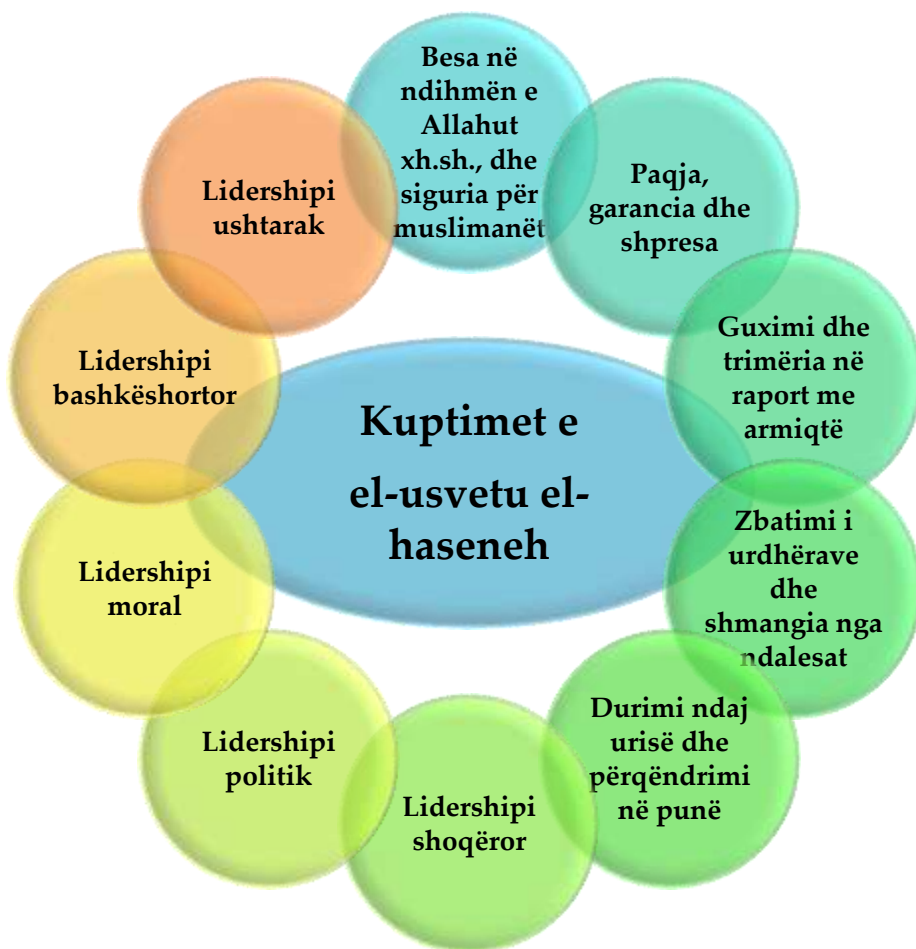 Besa në
ndihmën e
Allahut
xh.sh., dhe
siguria për
muslimanët
Paqja,
garancia dhe
shpresa
Guximi dhe
trimëria në
raport me
armiqtë
Zbatimi i
urdhërave
dhe
shmangia nga
ndalesat
Durimi ndaj
urisë dhe
përqëndrimi
në punë
Lidershipi
shoqëror
Lidershipi
politik
Lidershipi
moral
Lidershipi
bashkëshortor
Lidershipi
ushtarak
Kuptimet e
el-usvetu el-
haseneh